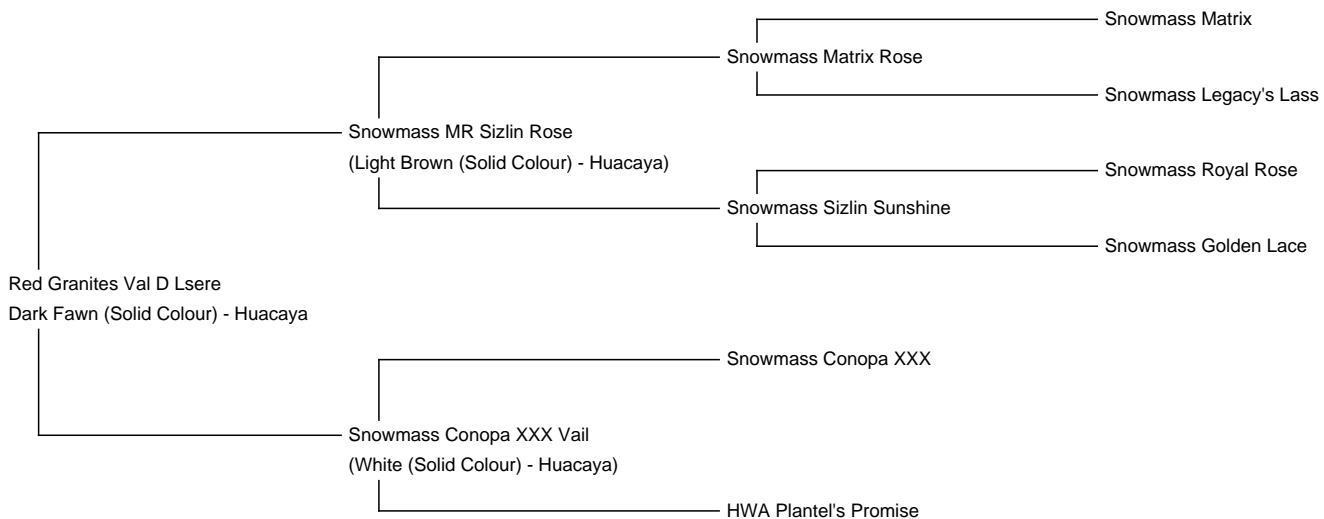 Snowmass Matrix
Snowmass Matrix Rose
Snowmass Legacy's Lass
Snowmass MR Sizlin Rose
(Light Brown (Solid Colour) - Huacaya)
Snowmass Royal Rose
Snowmass Sizlin Sunshine
Snowmass Golden Lace
Red Granites Val D Lsere
Dark Fawn (Solid Colour) - Huacaya
Snowmass Conopa XXX
Snowmass Conopa XXX Vail
(White (Solid Colour) - Huacaya)
HWA Plantel's Promise